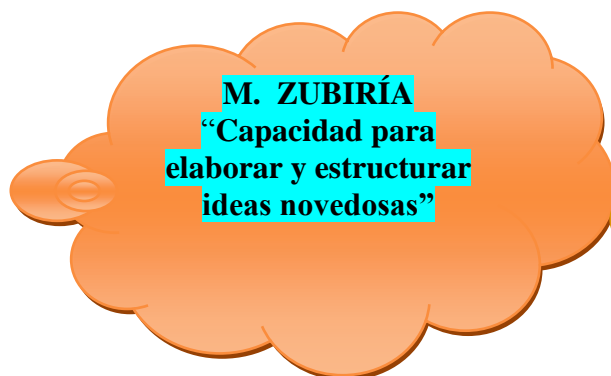 M. ZUBIRÍA
“Capacidad para
elaborar y estructurar
ideas novedosas”